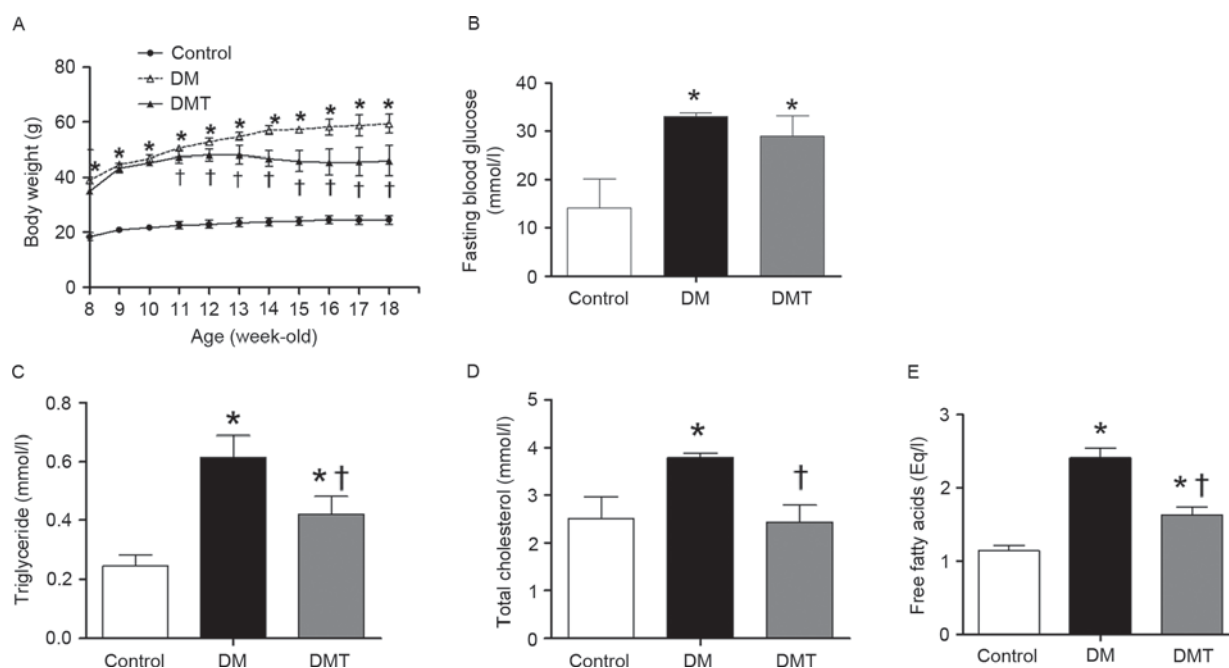 A
Control
DM
DMT
80
60
40
20
0
Body weight (g)
* * * * * * * * * * *
† † † † † † † †
8 9 10 11 12 13 14 15 16 17 18
Age (week-old)
B
40
30
20
10
0
Fasting blood glucose
(mmol/l)
* *
Control DM DMT
C
0.8
0.6
0.4
0.2
0.0
Triglyceride (mmol/l)
*
* †
Control DM DMT
D
5
4
3
2
1
0
Total cholesterol (mmol/l)
*
†
Control DM DMT
E
3
2
1
0
Free fatty acids (Eq/l)
*
* †
Control DM DMT